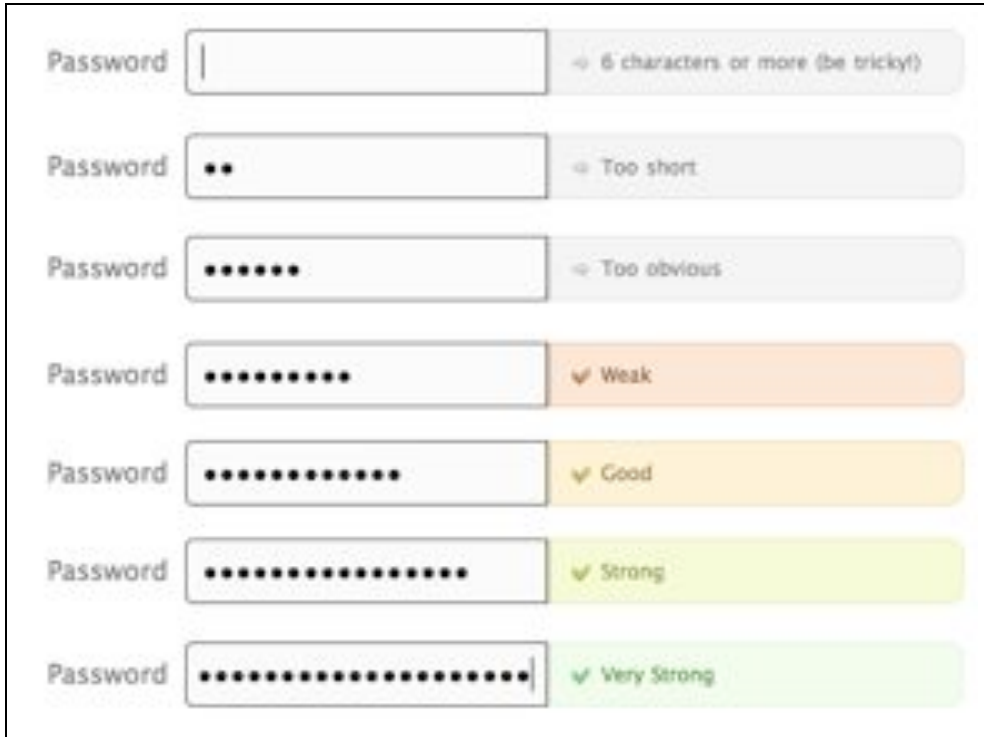 Password ⇨ 6 characters or more (be tricky!)
Password •• ⇨ Too short
Password •••••• ⇨ Too obvious
Password ••••••••• ✔ Weak
Password •••••••••••• ✔ Good
Password •••••••••••••••• ✔ Strong
Password •••••••••••••••••••• ✔ Very Strong